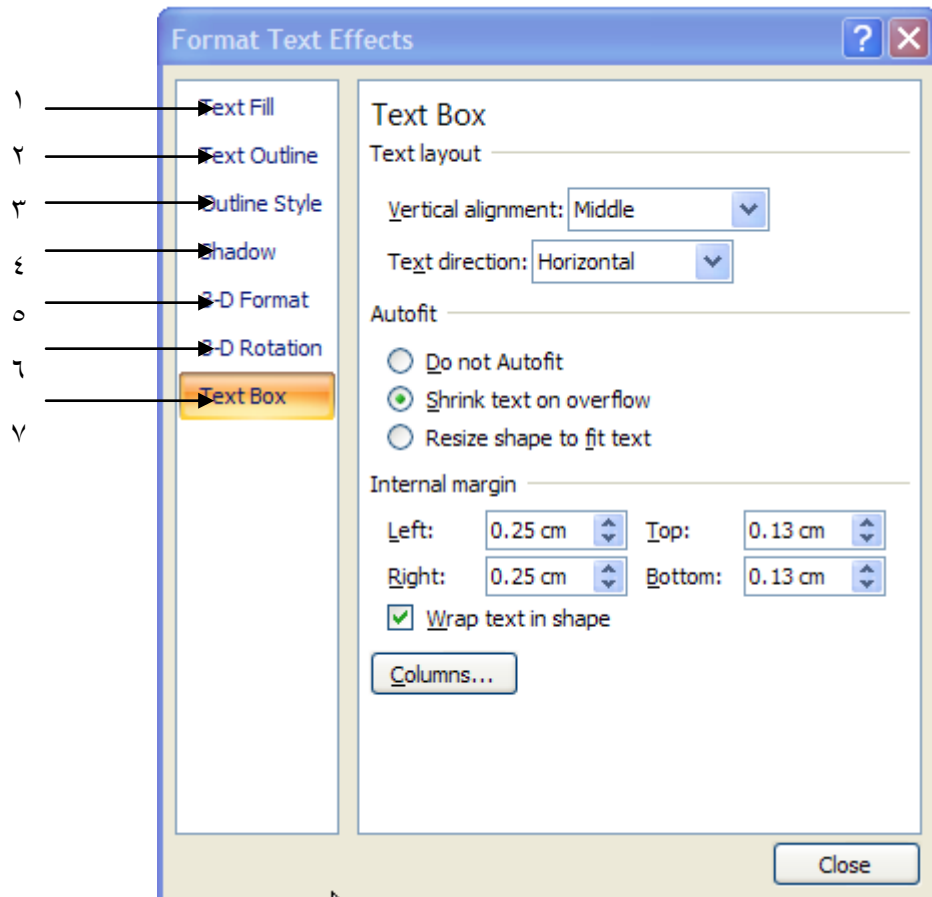 Format Text Effects
١ Text Fill
٢ Text Outline
٣ Outline Style
٤ Shadow
٥ 3-D Format
٦ 3-D Rotation
٧ Text Box
Text Box
Text layout
Vertical alignment: Middle
Text direction: Horizontal
Autofit
Do not Autofit
Shrink text on overflow
Resize shape to fit text
Internal margin
Left: 0.25 cm Top: 0.13 cm
Right: 0.25 cm Bottom: 0.13 cm
Wrap text in shape
Columns...
Close